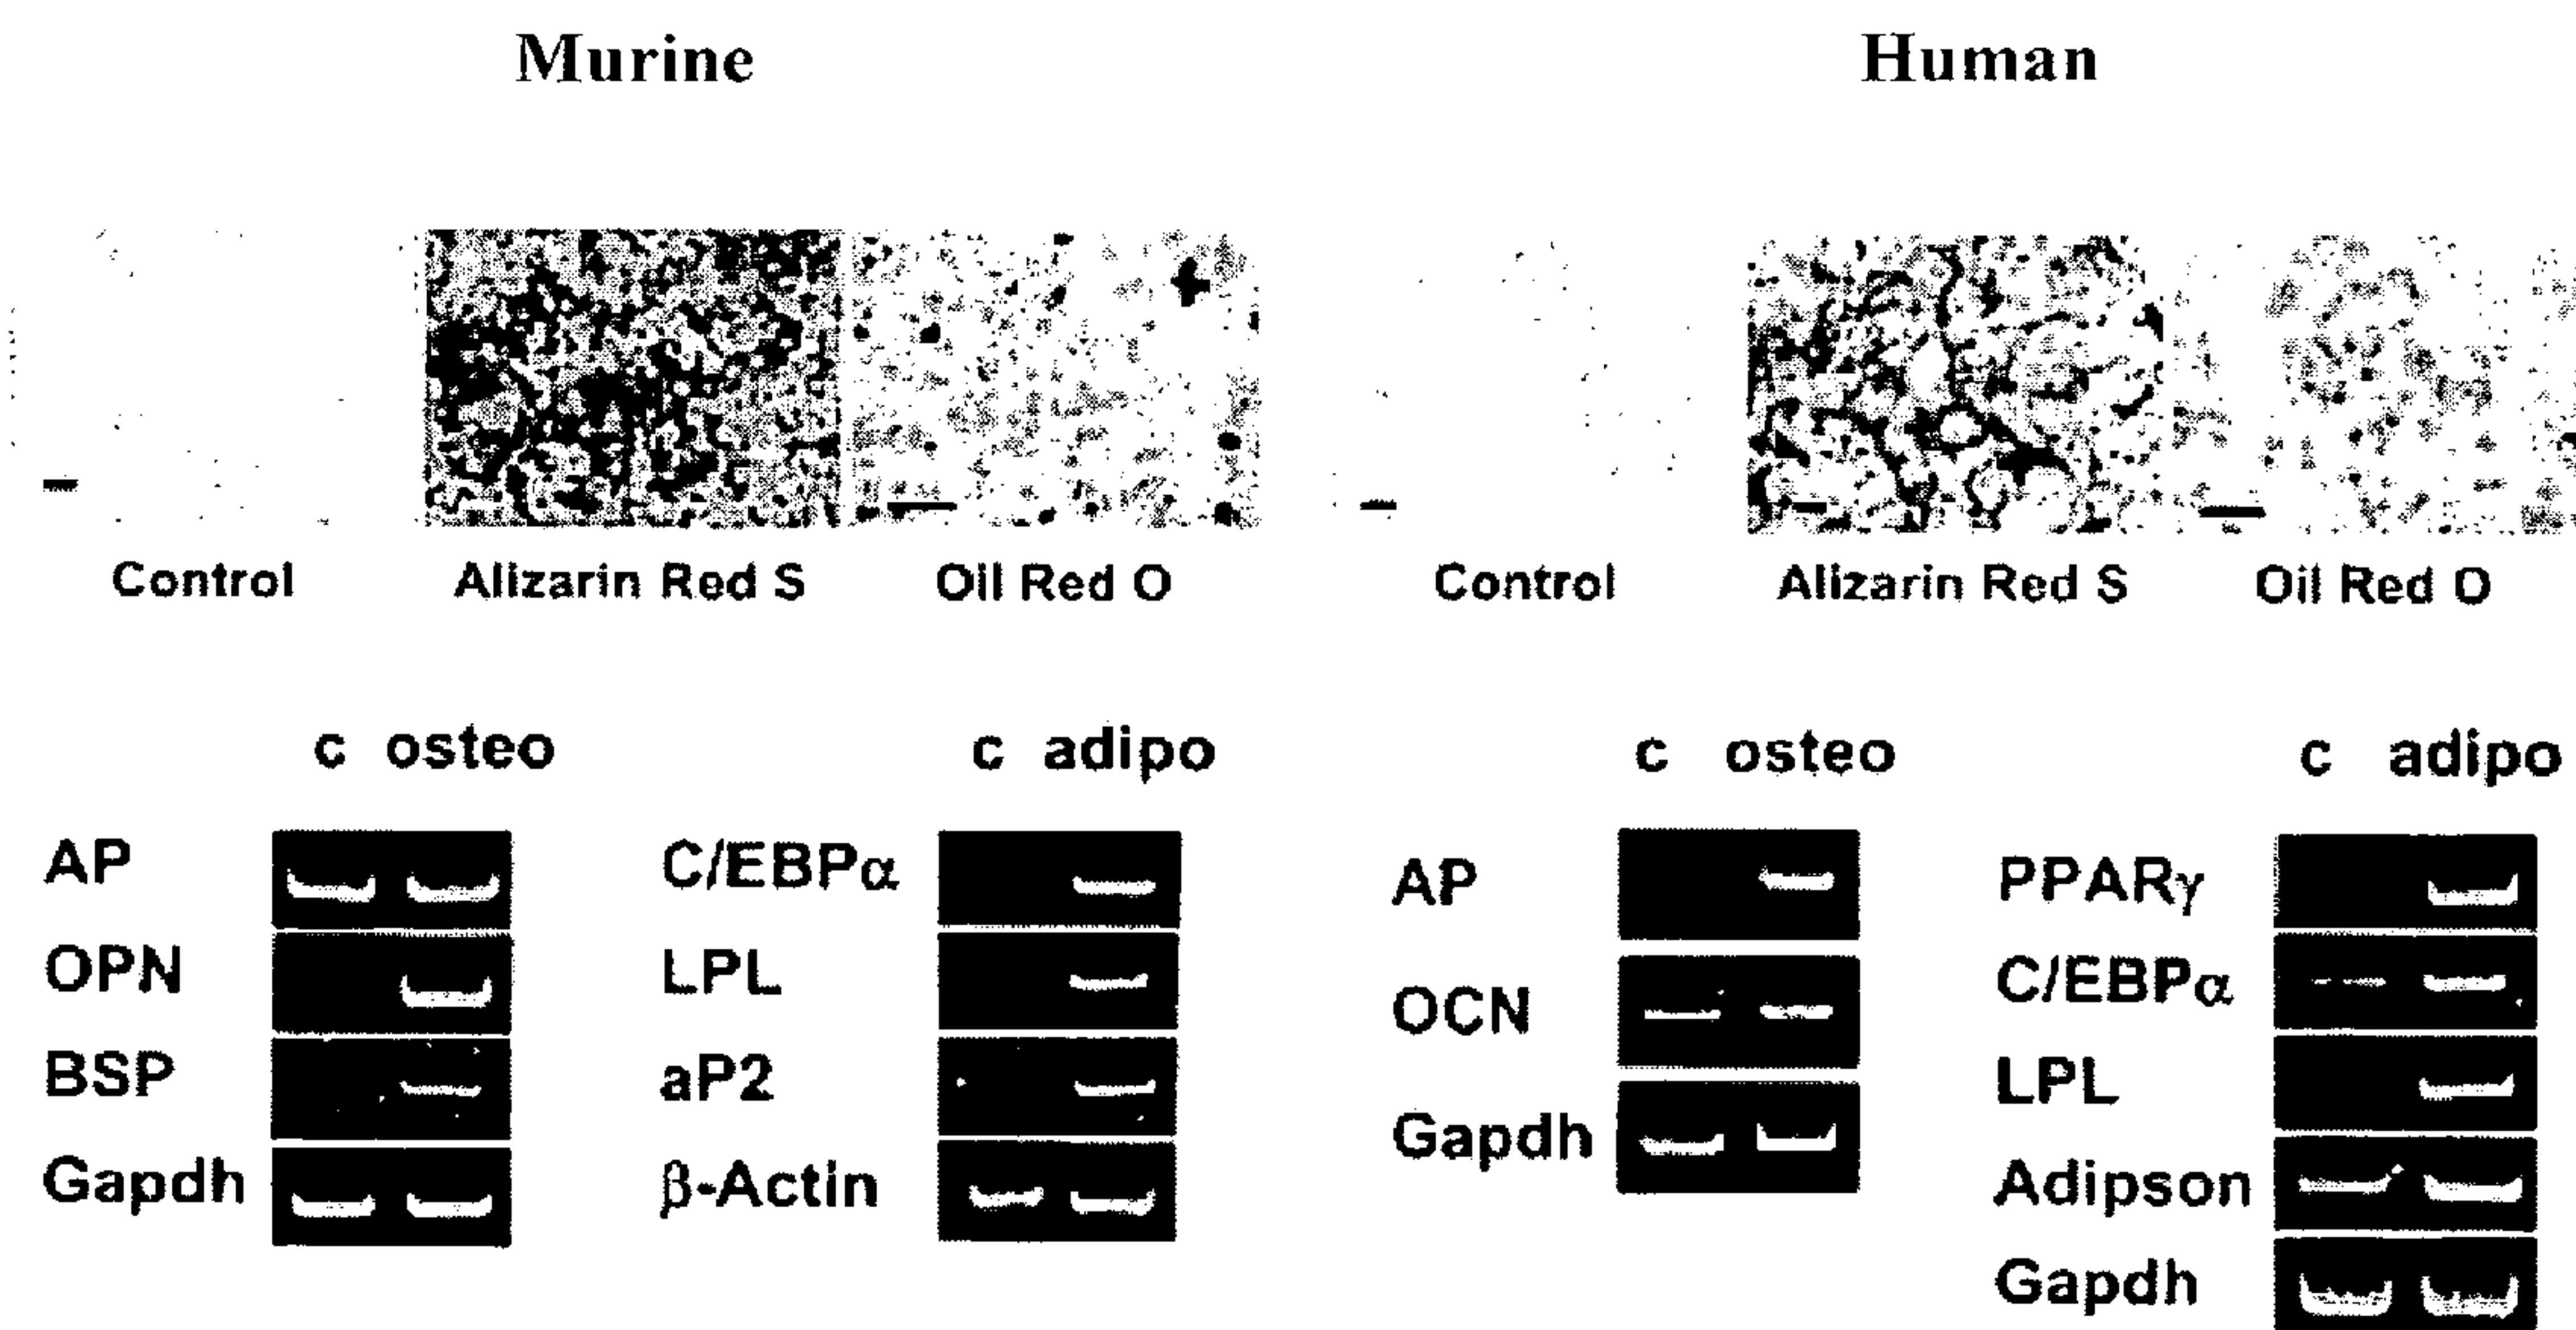 Murine
Human
Control
Alizarin Red S
Oil Red O
Control
Alizarin Red S
Oil Red O
c osteo
AP
OPN
BSP
Gapdh
c adipo
C/EBPα
LPL
aP2
β-Actin
c osteo
AP
OCN
Gapdh
c adipo
PPARγ
C/EBPα
LPL
Adipson
Gapdh